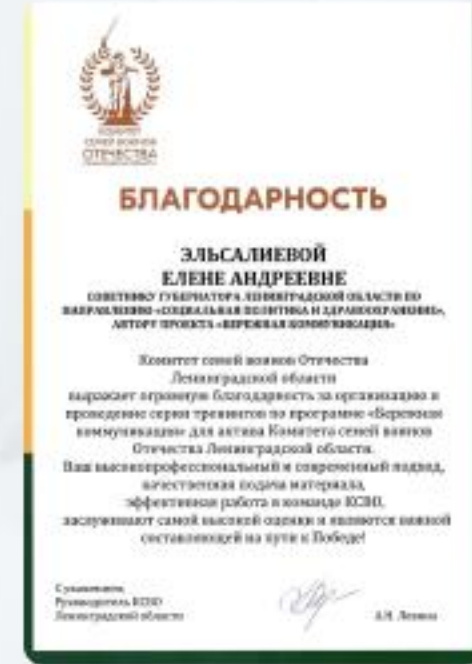 КОМИТЕТ
СЕМЕЙ ВОИНОВ
ОТЕЧЕСТВА
БЛАГОДАРНОСТЬ
ЭЛЬСАЛИЕВОЙ
ЕЛЕНЕ АНДРЕЕВНЕ
СОВЕТНИКУ ГУБЕРНАТОРА ЛЕНИНГРАДСКОЙ ОБЛАСТИ ПО
НАПРАВЛЕНИЮ «СОЦИАЛЬНАЯ ПОЛИТИКА И ЗДРАВООХРАНЕНИЕ»,
АВТОРУ ПРОЕКТА «БЕРЕЖНАЯ КОММУНИКАЦИЯ»
Комитет семей воинов Отечества
Ленинградской области
выражает огромную благодарность за организацию и
проведение серии тренингов по программе «Бережная
коммуникация» для актива Комитета семей воинов
Отечества Ленинградской области.
Ваш высокопрофессиональный и современный подход,
качественная подача материала,
эффективная работа в команде КСВО,
заслуживают самой высокой оценки и являются важной
составляющей на пути к Победе!
С уважением,
Руководитель КСВО
Ленинградской области
А.Н.